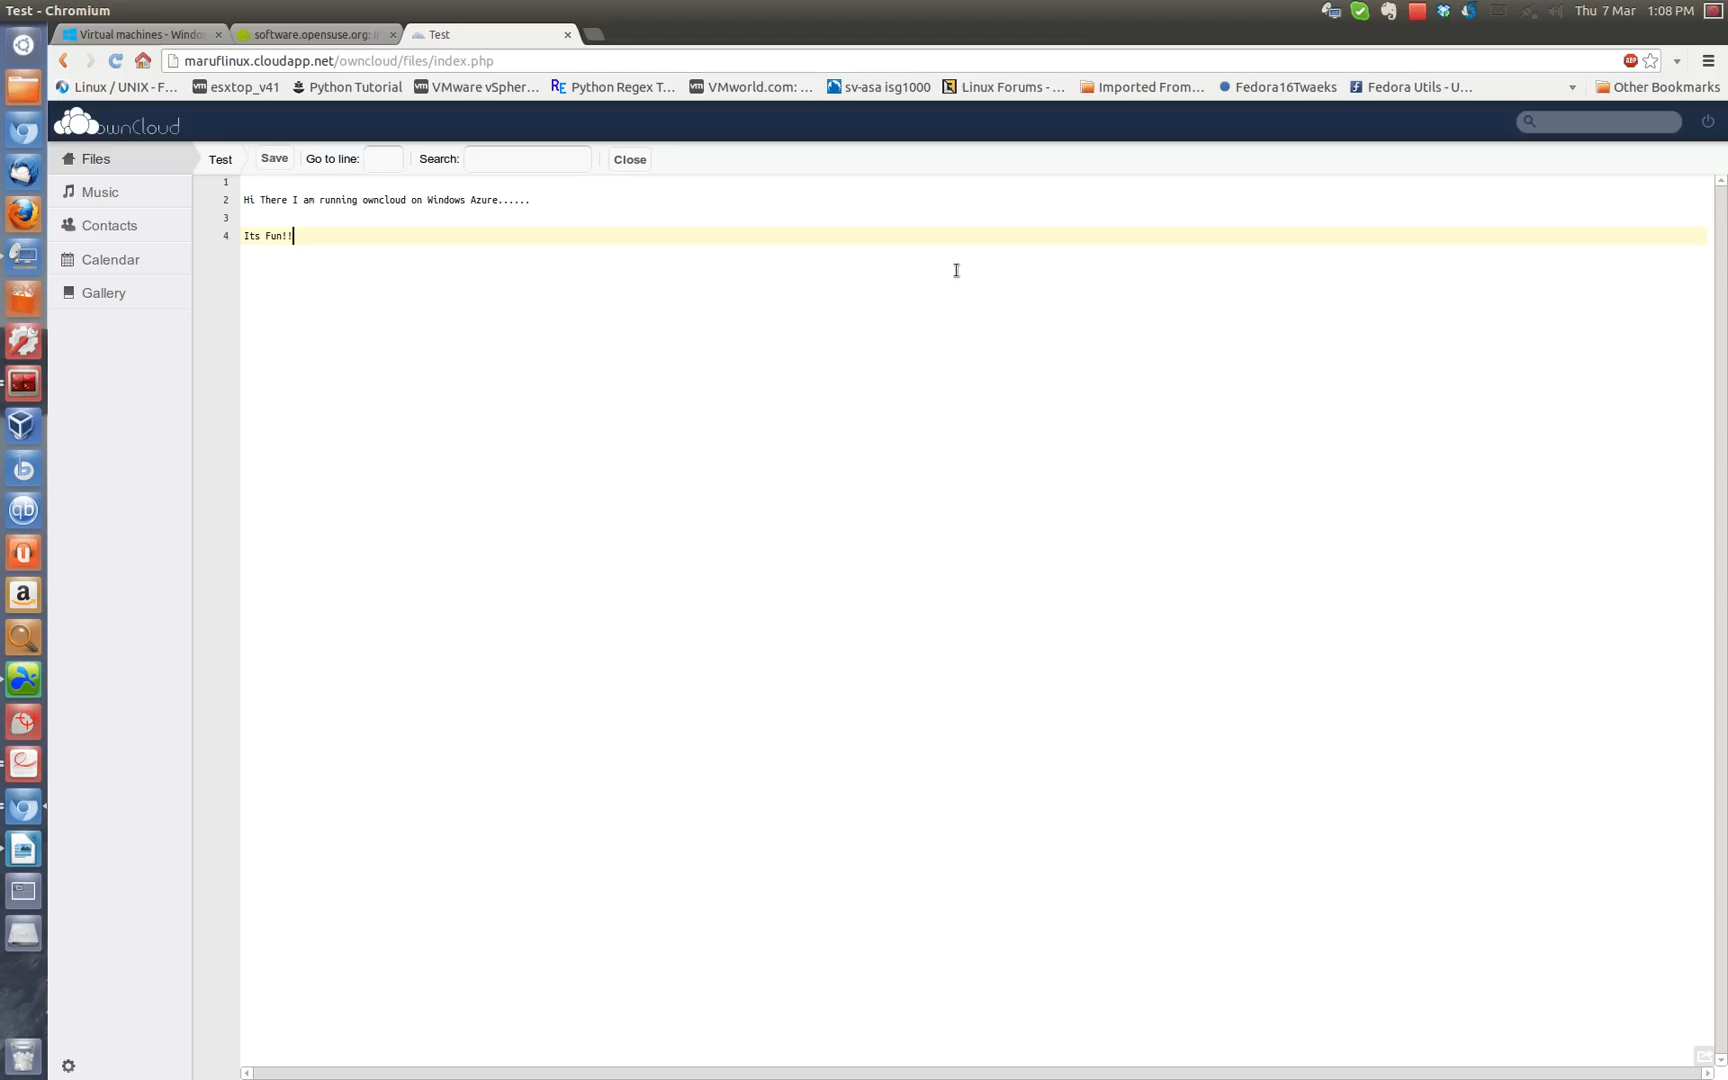 Test - Chromium
Thu 7 Mar 1:08 PM
Virtual machines - Windo
software.opensuse.org: i
Test
maruflinux.cloudapp.net/owncloud/files/index.php
ABP
Linux / UNIX - F...
esxtop_v41
Python Tutorial
VMware vSpher...
RE Python Regex T...
VMworld.com: ...
sv-asa isg1000
Linux Forums - ...
Imported From...
Fedora16Tweaks
Fedora Utils - U...
Other Bookmarks
ownCloud
Files
Test
Save
Go to line:
Search:
Close
Music
Contacts
Calendar
Gallery
1
2 Hi There I am running owncloud on Windows Azure......
3
4 Its Fun!!